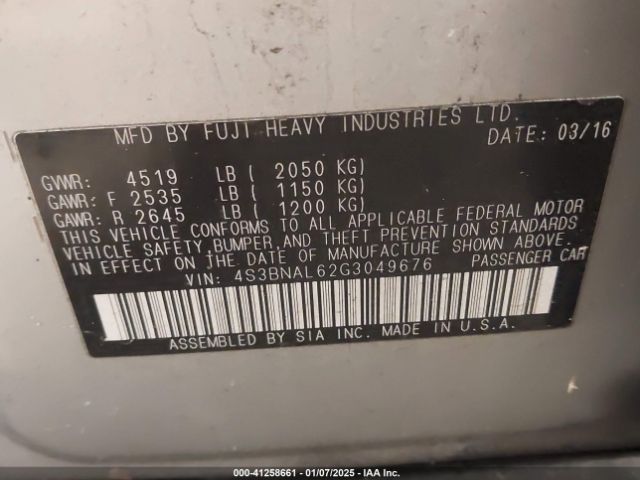 MFD BY FUJI HEAVY INDUSTRIES LTD.
DATE: 03/16
GVWR: 4519 LB ( 2050 KG)
GAWR: F 2535 LB ( 1150 KG)
GAWR: R 2645 LB ( 1200 KG)
THIS VEHICLE CONFORMS TO ALL APPLICABLE FEDERAL MOTOR
VEHICLE SAFETY, BUMPER, AND THEFT PREVENTION STANDARDS
IN EFFECT ON THE DATE OF MANUFACTURE SHOWN ABOVE.
VIN: 4S3BNAL62G3049676 PASSENGER CAR
ASSEMBLED BY SIA INC. MADE IN U.S.A.
000-41258661 - 01/07/2025 - IAA Inc.